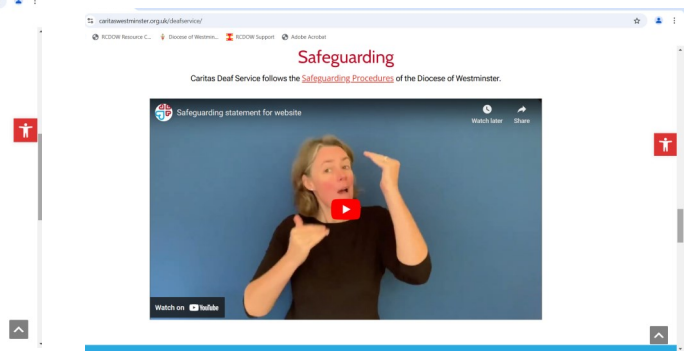 caritaswestminster.org.uk/deafservice/
RCDOW Resource C... Diocese of Westmin... RCDOW Support Adobe Acrobat
Safeguarding
Caritas Deaf Service follows the Safeguarding Procedures of the Diocese of Westminster.
Safeguarding statement for website
Watch later Share
Watch on YouTube